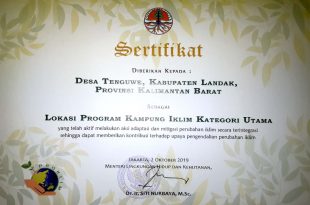 Sertifikat
DIBERIKAN KEPADA :
DESA TENGUWE, KABUPATEN LANDAK,
PROVINSI KALIMANTAN BARAT
SEBAGAI
LOKASI PROGRAM KAMPUNG IKLIM KATEGORI UTAMA
yang telah aktif melakukan aksi adaptasi dan mitigasi perubahan iklim secara terintegrasi
sehingga dapat memberikan kontribusi terhadap upaya pengendalian perubahan iklim
JAKARTA, 2 OKTOBER 2019
MENTERI LINGKUNGAN HIDUP DAN KEHUTANAN,
Dr. Ir. SITI NURBAYA, M.Sc.